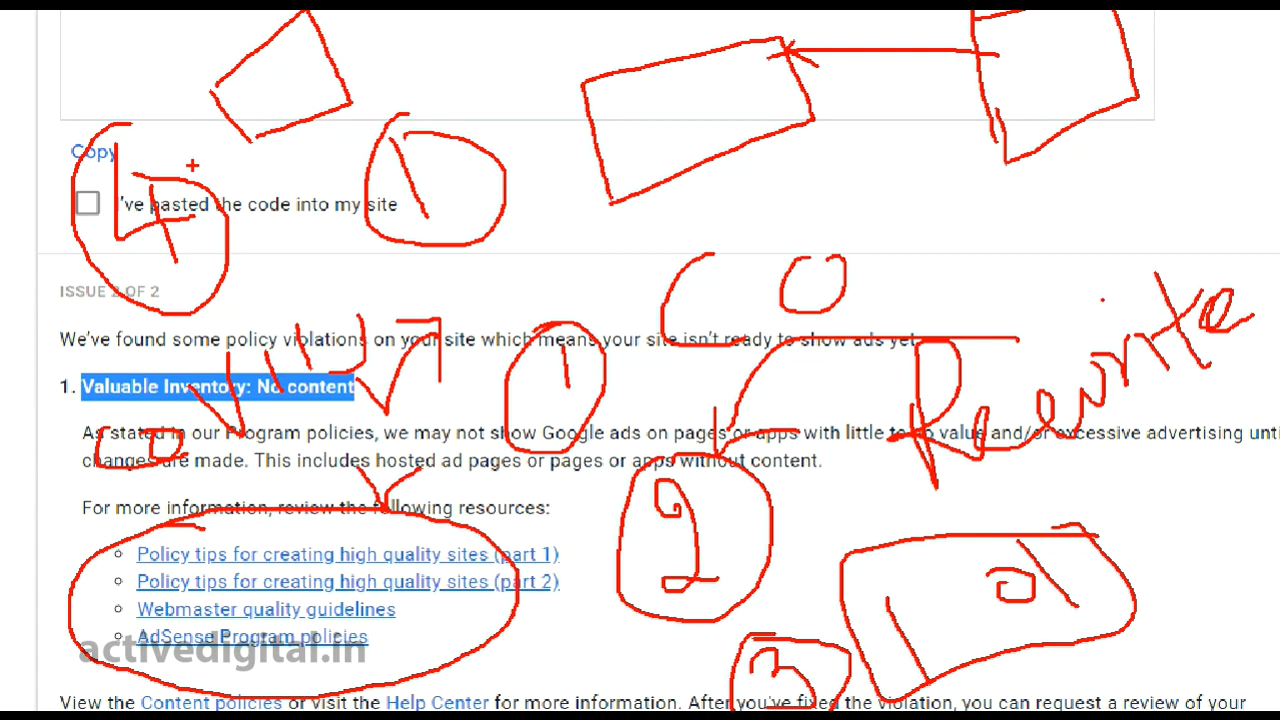 Copy
I've pasted the code into my site
4
1
ISSUE 2 OF 2
We've found some policy violations on your site which means your site isn't ready to show ads yet.
1. Valuable Inventory: No content
1
Rewrite
As stated in our Program policies, we may not show Google ads on pages or apps with little to no value and/or excessive advertising unti
changes are made. This includes hosted ad pages or pages or apps without content.
For more information, review the following resources:
Policy tips for creating high quality sites (part 1)
Policy tips for creating high quality sites (part 2)
2
Webmaster quality guidelines
AdSense Program policies
activedigital.in
3
View the Content policies or visit the Help Center for more information. After you've fixed the violation, you can request a review of your